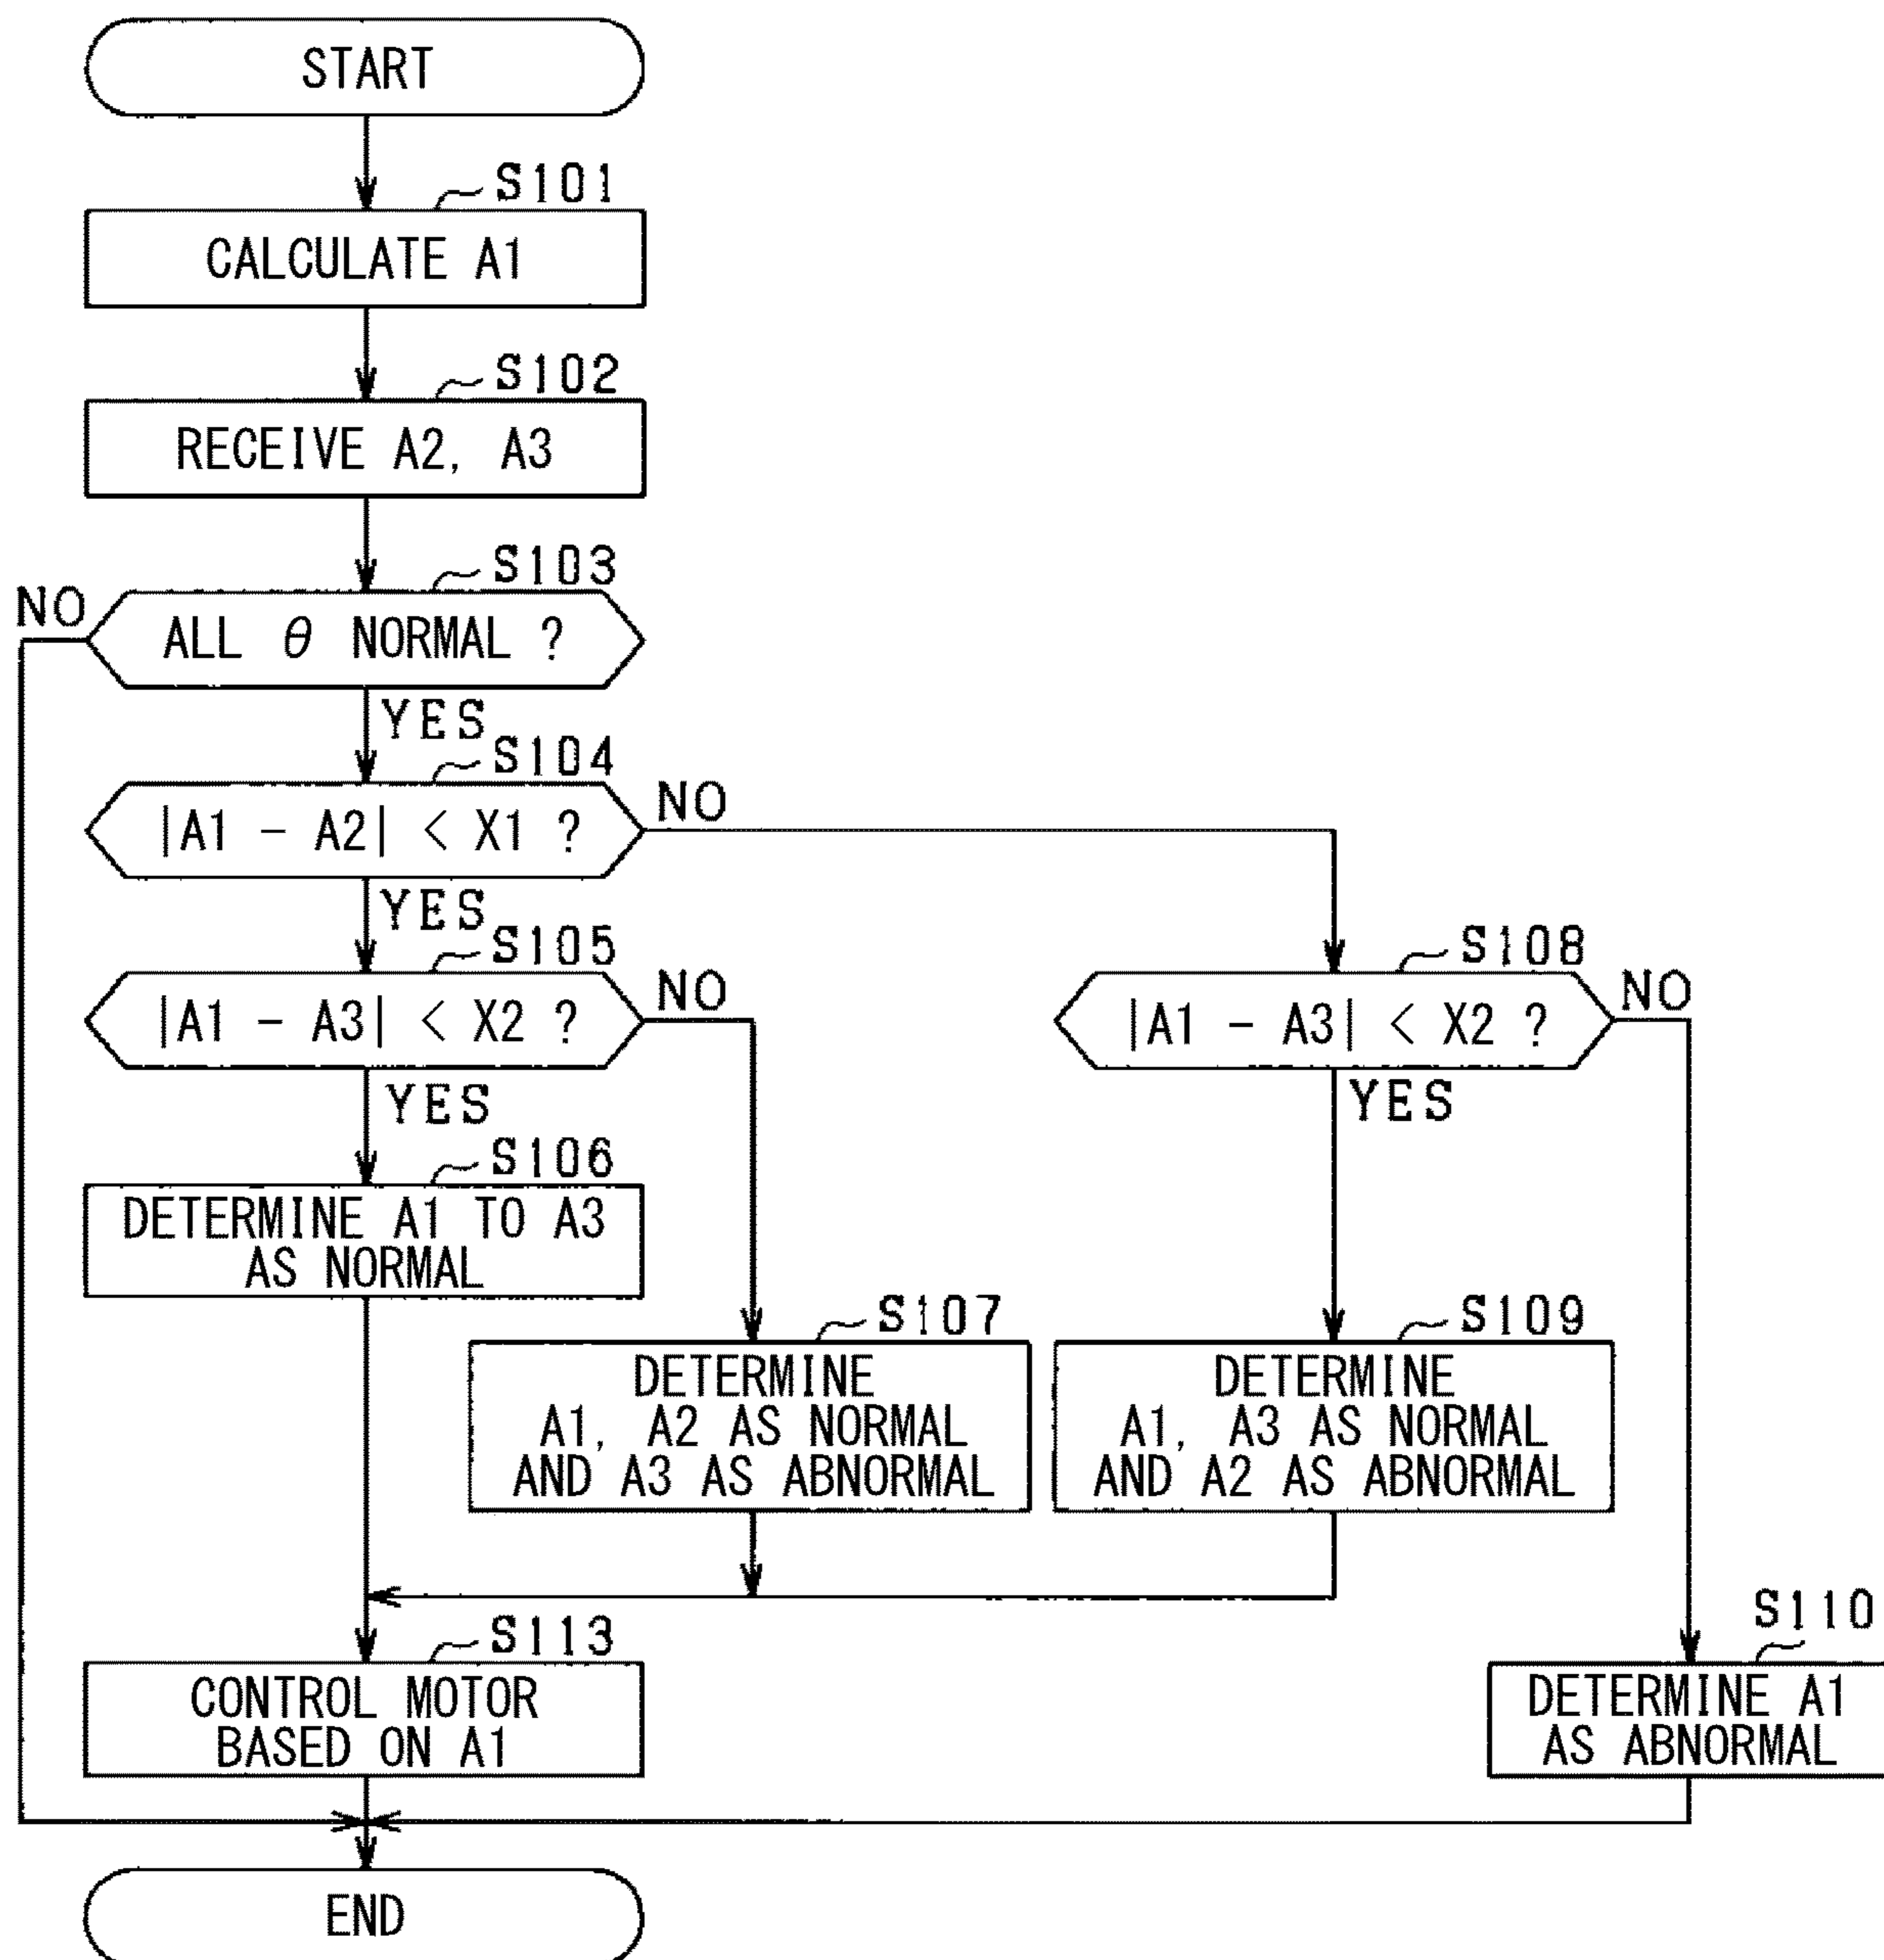 START
S101
CALCULATE A1
S102
RECEIVE A2, A3
S103
NO
ALL θ NORMAL ?
YES
S104
|A1 - A2| < X1 ?
NO
YES
S105
|A1 - A3| < X2 ?
NO
S108
|A1 - A3| < X2 ?
NO
YES
YES
S106
DETERMINE A1 TO A3
AS NORMAL
S107
DETERMINE
A1, A2 AS NORMAL
AND A3 AS ABNORMAL
S109
DETERMINE
A1, A3 AS NORMAL
AND A2 AS ABNORMAL
S113
CONTROL MOTOR
BASED ON A1
S110
DETERMINE A1
AS ABNORMAL
END